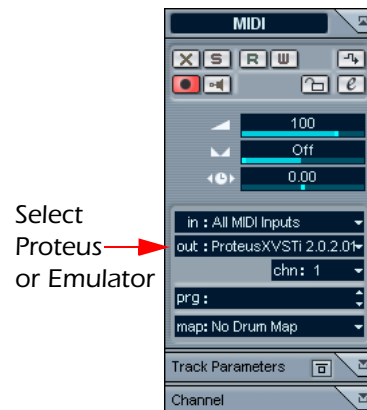 MIDI
X S R W
e
100
Off
0.00
Select
Proteus
or Emulator
in : All MIDI Inputs
out : ProteusXVSTi 2.0.2.01
chn: 1
prg :
map: No Drum Map
Track Parameters
Channel